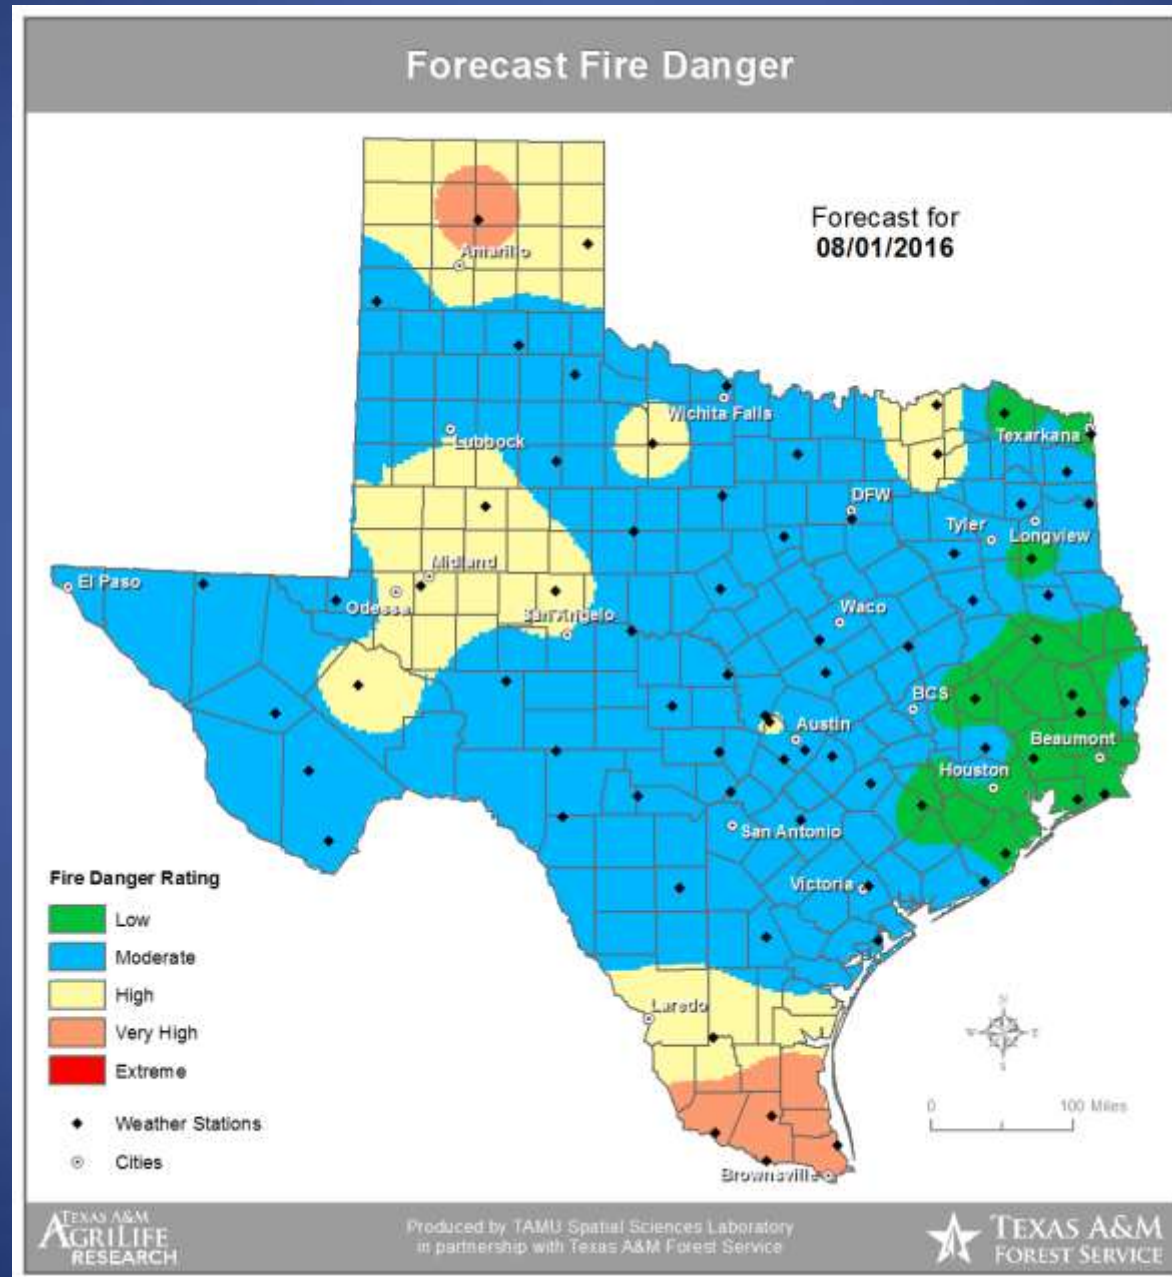 Forecast Fire Danger
Forecast for
08/01/2016
Amarillo
Wichita Falls
Lubbock
Texarkana
DFW
Tyler
Longview
El Paso
Midland
Odessa
San Angelo
Waco
BCS
Austin
Beaumont
Houston
San Antonio
Victoria
Fire Danger Rating
Low
Moderate
High
Very High
Extreme
Weather Stations
Cities
Laredo
Brownsville
N
W
E
S
0
100 Miles
TEXAS A&M
AGRILIFE
RESEARCH
Produced by TAMU Spatial Sciences Laboratory
in partnership with Texas A&M Forest Service
TEXAS A&M
FOREST SERVICE